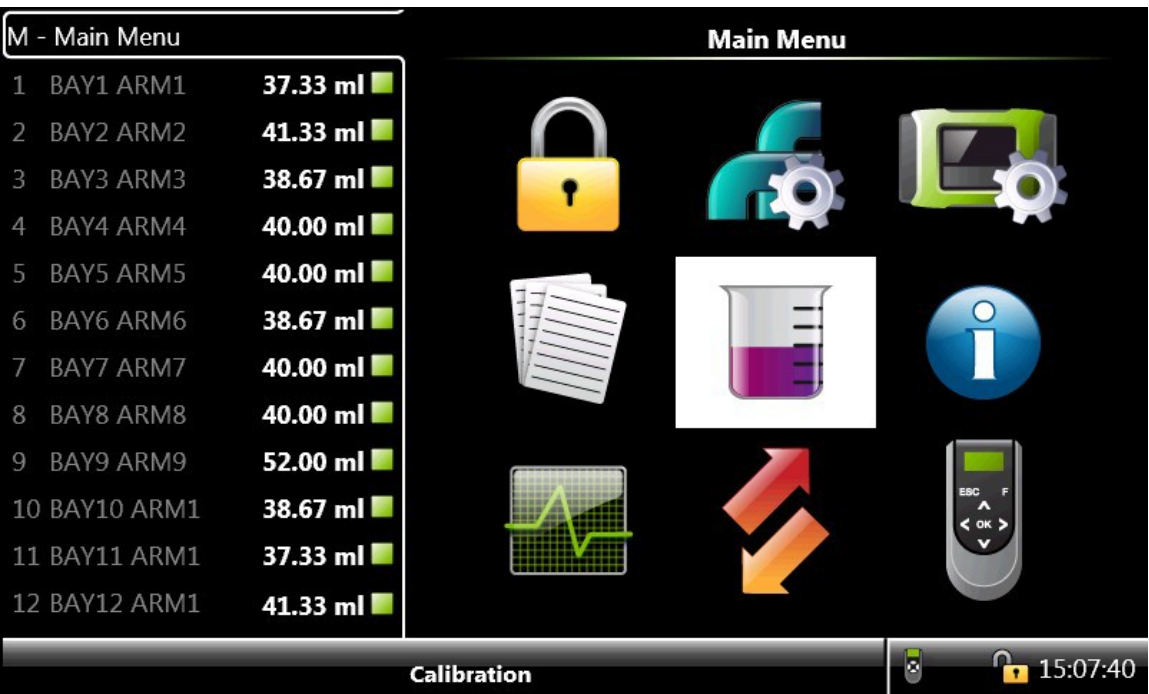 M - Main Menu
1 BAY1 ARM1 37.33 ml
2 BAY2 ARM2 41.33 ml
3 BAY3 ARM3 38.67 ml
4 BAY4 ARM4 40.00 ml
5 BAY5 ARM5 40.00 ml
6 BAY6 ARM6 38.67 ml
7 BAY7 ARM7 40.00 ml
8 BAY8 ARM8 40.00 ml
9 BAY9 ARM9 52.00 ml
10 BAY10 ARM1 38.67 ml
11 BAY11 ARM1 37.33 ml
12 BAY12 ARM1 41.33 ml
Main Menu
ESC F
OK
Calibration
15:07:40